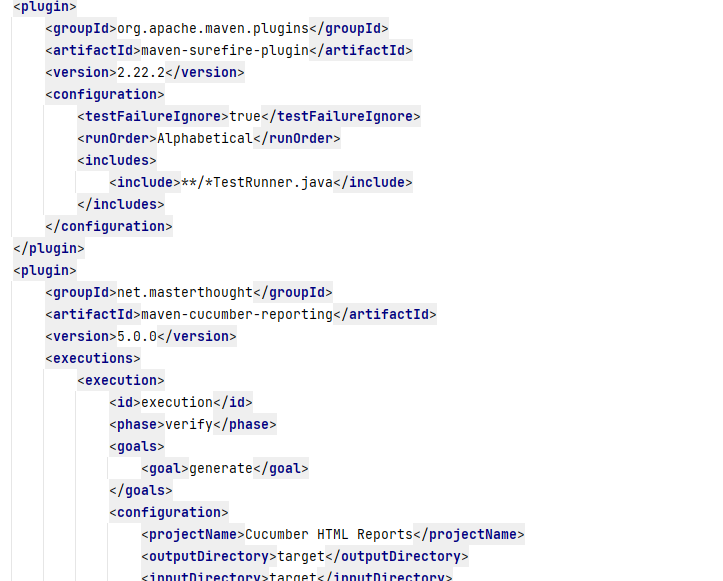 <plugin>
<groupId>org.apache.maven.plugins</groupId>
<artifactId>maven-surefire-plugin</artifactId>
<version>2.22.2</version>
<configuration>
<testFailureIgnore>true</testFailureIgnore>
<runOrder>Alphabetical</runOrder>
<includes>
<include>**/*TestRunner.java</include>
</includes>
</configuration>
</plugin>
<plugin>
<groupId>net.masterthought</groupId>
<artifactId>maven-cucumber-reporting</artifactId>
<version>5.0.0</version>
<executions>
<execution>
<id>execution</id>
<phase>verify</phase>
<goals>
<goal>generate</goal>
</goals>
<configuration>
<projectName>Cucumber HTML Reports</projectName>
<outputDirectory>target</outputDirectory>
<inputDirectory>target</inputDirectory>